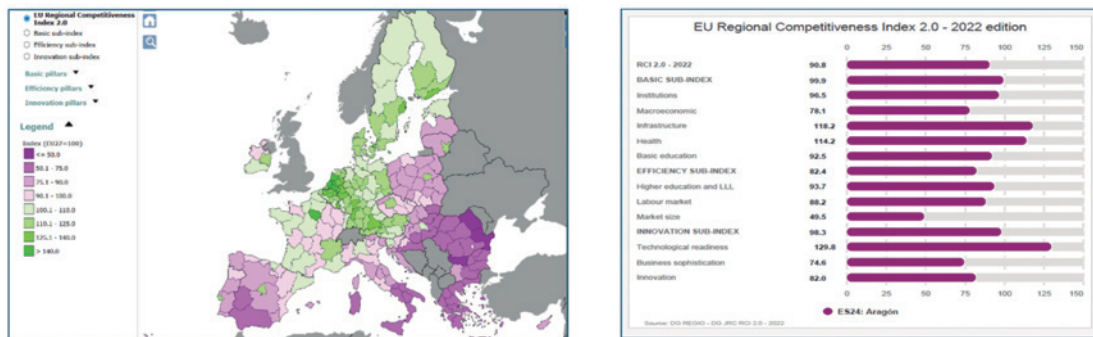 EU Regional Competitiveness
Index 2.0
Basic sub-index
Efficiency sub-index
Innovation sub-index
Basic pillars
Efficiency pillars
Innovation pillars
Legend
Index (EU27=100)
<= 50.0
50.1 - 75.0
75.1 - 90.0
90.1 - 100.0
100.1 - 110.0
110.1 - 125.0
125.1 - 140.0
> 140.0
EU Regional Competitiveness Index 2.0 - 2022 edition
0 25 50 75 100 125 150
RCI 2.0 - 2022 90.8
BASIC SUB-INDEX 99.9
Institutions 96.5
Macroeconomic 78.1
Infrastructure 118.2
Health 114.2
Basic education 92.5
EFFICIENCY SUB-INDEX 82.4
Higher education and LLL 93.7
Labour market 88.2
Market size 49.5
INNOVATION SUB-INDEX 98.3
Technological readiness 129.8
Business sophistication 74.6
Innovation 82.0
0 25 50 75 100 125 150
ES24: Aragón
Source: DG REGIO - DG JRC RCI 2.0 - 2022